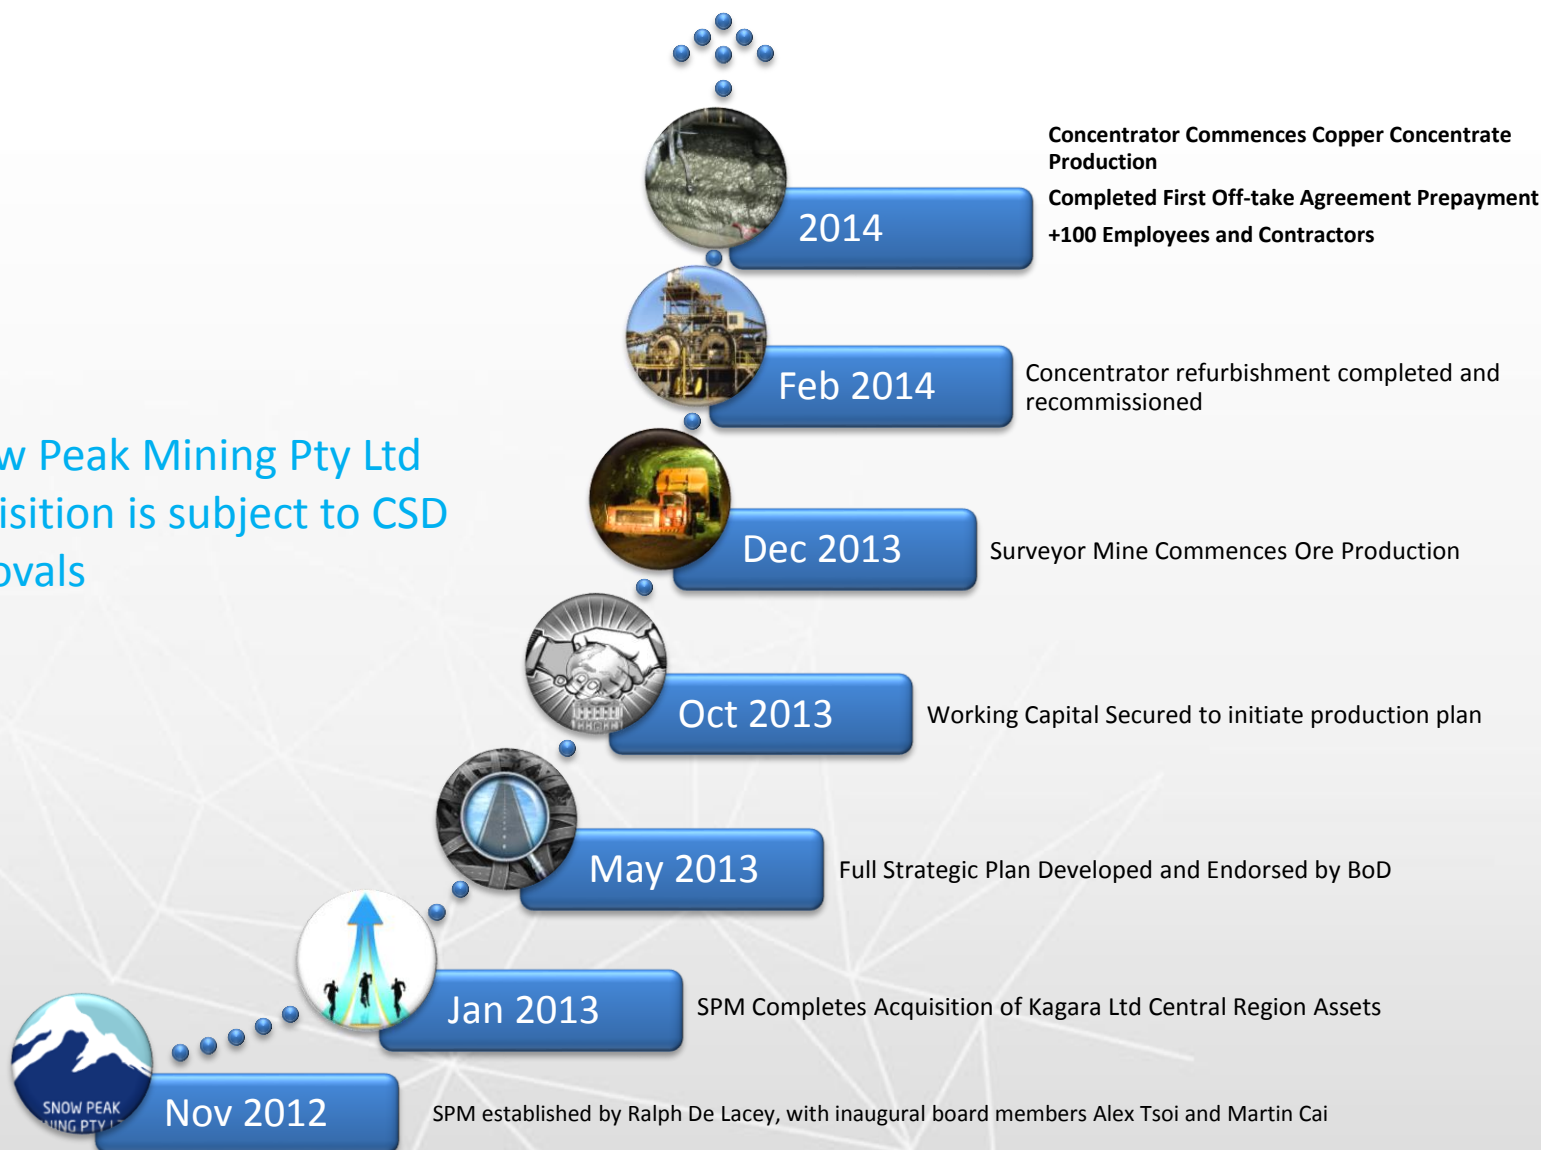 Concentrator Commences Copper Concentrate
Production
Completed First Off-take Agreement Prepayment
+100 Employees and Contractors
2014
Feb 2014
Concentrator refurbishment completed and
recommissioned
w Peak Mining Pty Ltd
isition is subject to CSD
ovals
Dec 2013
Surveyor Mine Commences Ore Production
Oct 2013
Working Capital Secured to initiate production plan
May 2013
Full Strategic Plan Developed and Endorsed by BoD
Jan 2013
SPM Completes Acquisition of Kagara Ltd Central Region Assets
SNOW PEAK
NING PTY
Nov 2012
SPM established by Ralph De Lacey, with inaugural board members Alex Tsoi and Martin Cai